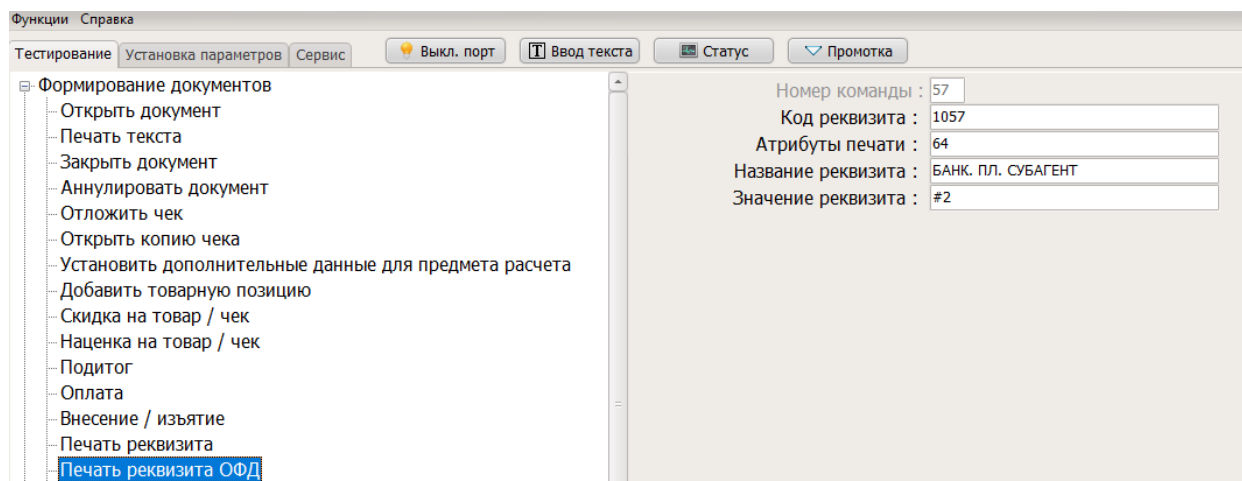 Функции Справка
Тестирование Установка параметров Сервис Выкл. порт Ввод текста Статус Промотка
Формирование документов
Открыть документ
Печать текста
Закрыть документ
Аннулировать документ
Отложить чек
Открыть копию чека
Установить дополнительные данные для предмета расчета
Добавить товарную позицию
Скидка на товар / чек
Наценка на товар / чек
Подитог
Оплата
Внесение / изъятие
Печать реквизита
Печать реквизита ОФД
Номер команды : 57
Код реквизита : 1057
Атрибуты печати : 64
Название реквизита : БАНК. ПЛ. СУБАГЕНТ
Значение реквизита : #2